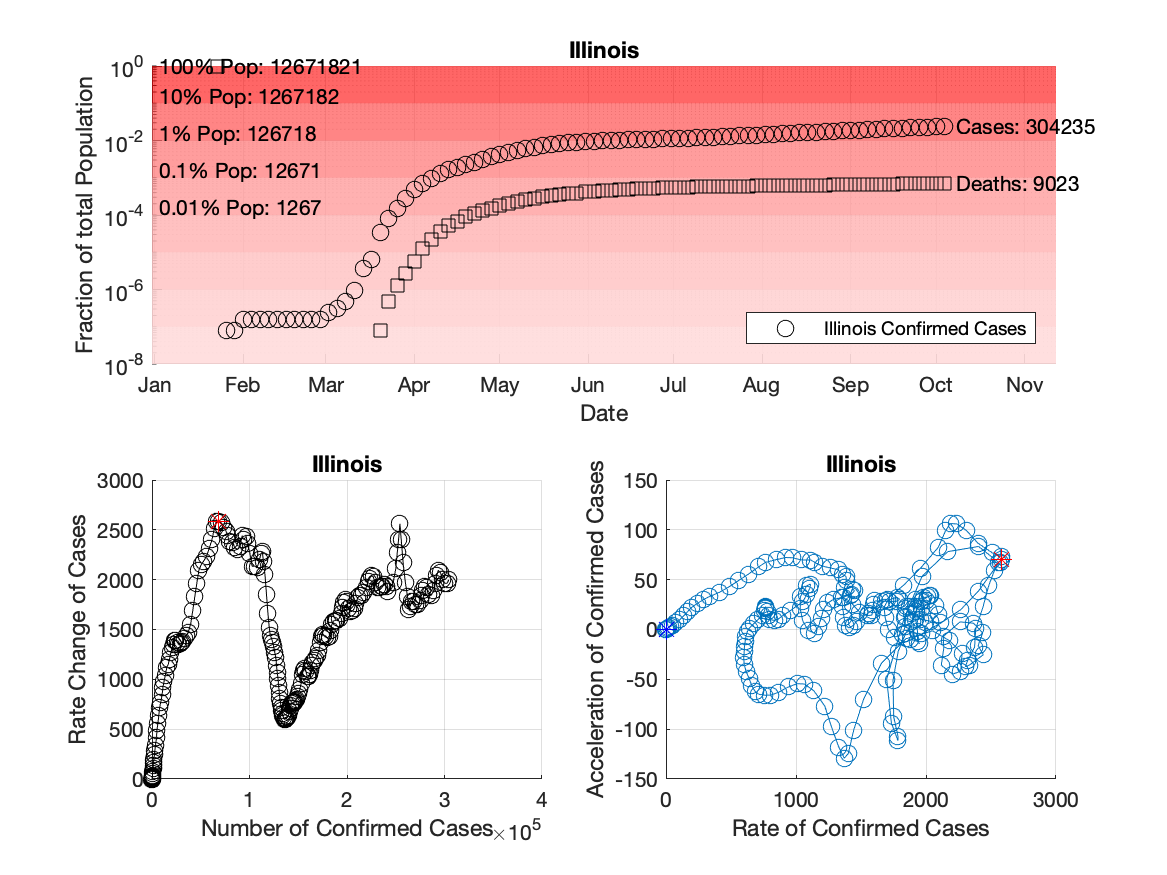 Illinois
10^0
100% Pop: 12671821
10% Pop: 1267182
10^-2
1% Pop: 126718
Cases: 304235
0.1% Pop: 12671
Deaths: 9023
10^-4
0.01% Pop: 1267
10^-6
10^-8
Fraction of total Population
Illinois Confirmed Cases
Jan Feb Mar Apr May Jun Jul Aug Sep Oct Nov
Date
Illinois
3000
2500
2000
1500
1000
500
0
Rate Change of Cases
0 1 2 3 4
Number of Confirmed Cases ×10^5
Illinois
150
100
50
0
-50
-100
-150
Acceleration of Confirmed Cases
0 1000 2000 3000
Rate of Confirmed Cases